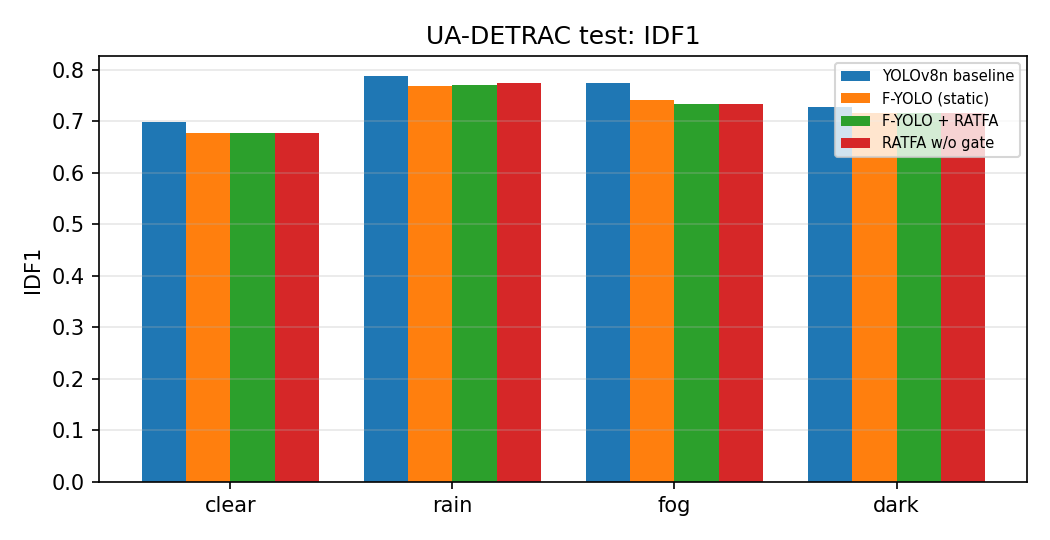 UA-DETRAC test: IDF1
IDF1
0.8
0.7
0.6
0.5
0.4
0.3
0.2
0.1
0.0
YOLOv8n baseline
F-YOLO (static)
F-YOLO + RATFA
RATFA w/o gate
clear
rain
fog
dark